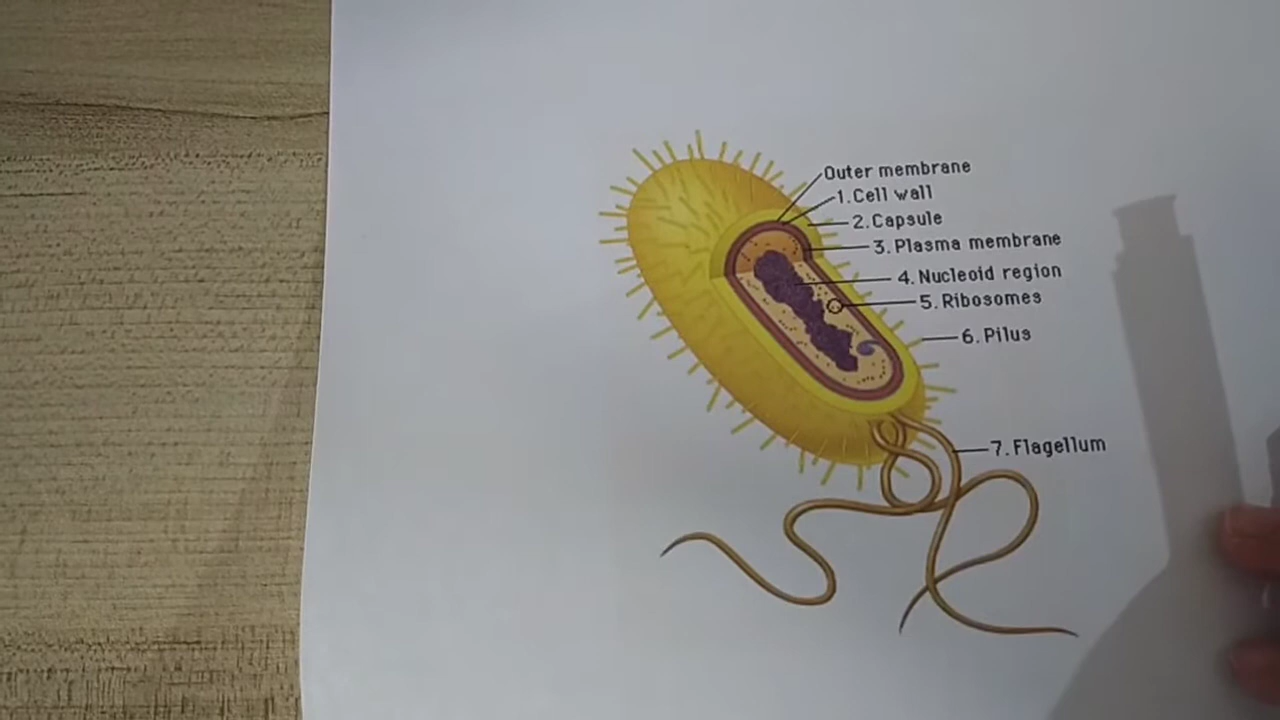 Outer membrane
1. Cell wall
2. Capsule
3. Plasma membrane
4. Nucleoid region
5. Ribosomes
6. Pilus
7. Flagellum